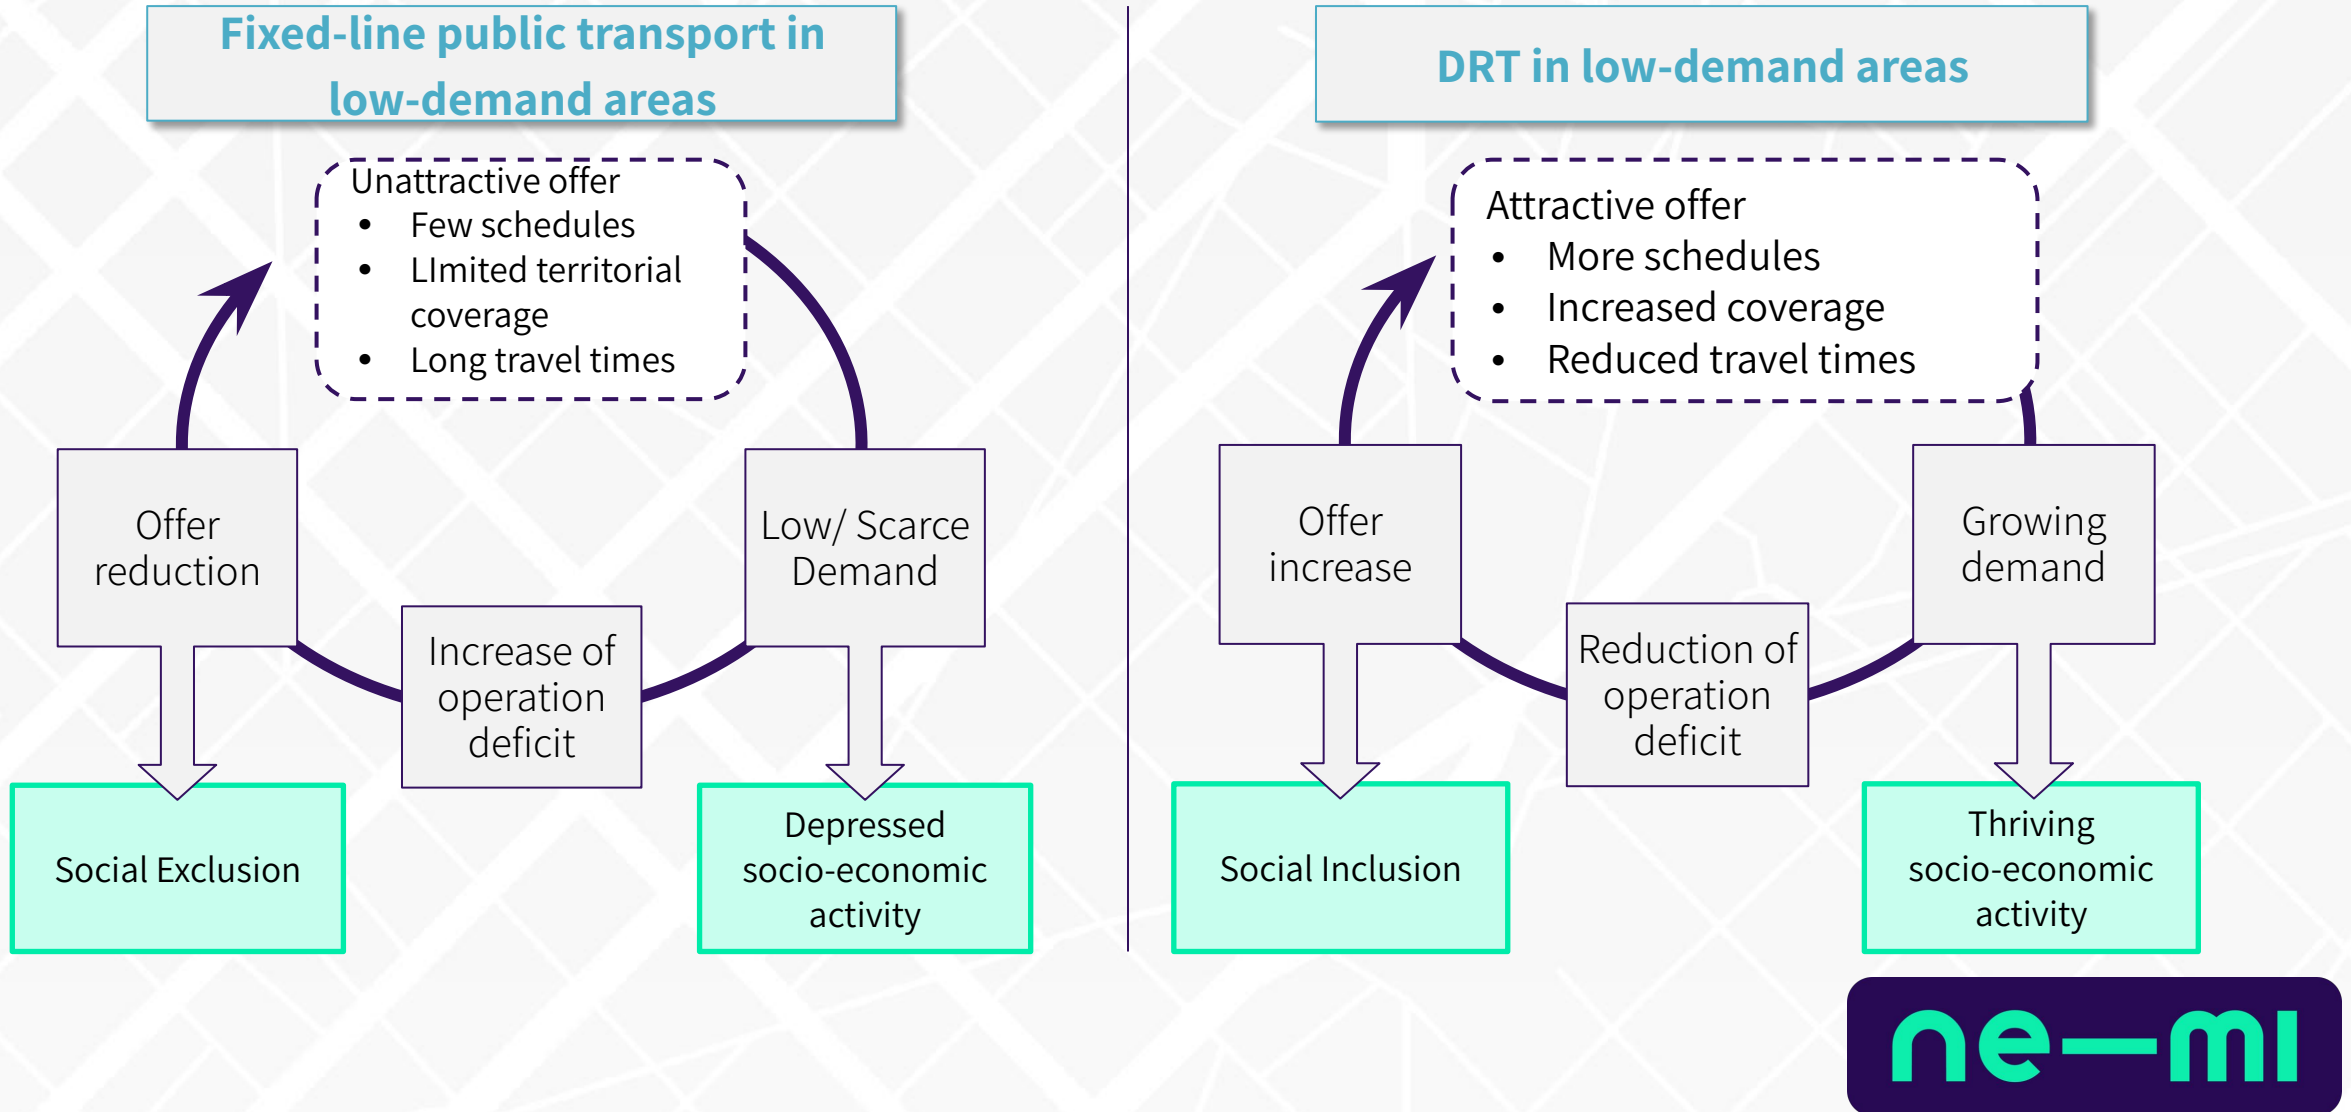 Fixed-line public transport in
low-demand areas
Unattractive offer
• Few schedules
• LImited territorial
coverage
• Long travel times
Offer
reduction
Low/ Scarce
Demand
Increase of
operation
deficit
Social Exclusion
Depressed
socio-economic
activity
DRT in low-demand areas
Attractive offer
• More schedules
• Increased coverage
• Reduced travel times
Offer
increase
Growing
demand
Reduction of
operation
deficit
Social Inclusion
Thriving
socio-economic
activity
ne—mi